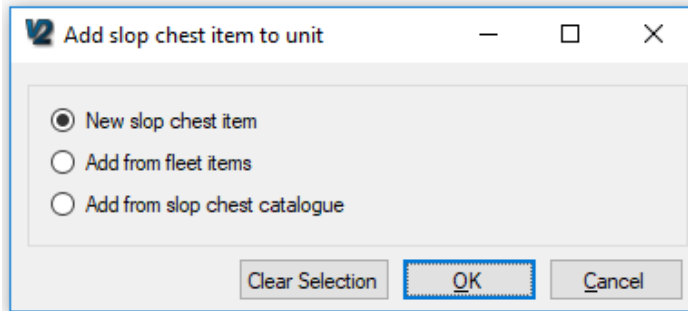 V2 Add slop chest item to unit
New slop chest item
Add from fleet items
Add from slop chest catalogue
Clear Selection OK Cancel